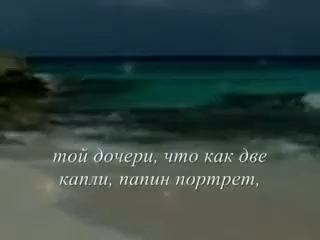 той дочери, что как две
капли, папин портрет,